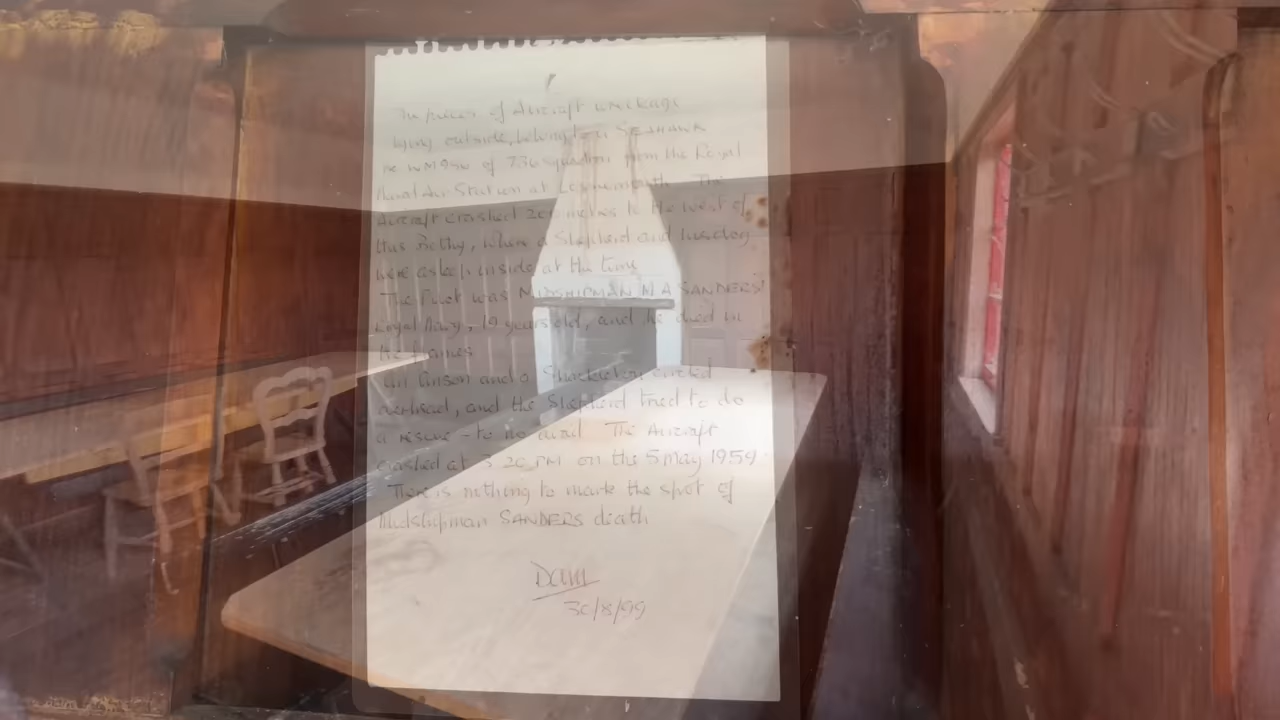 The pieces of Aircraft wreckage
lying outside, belong to a SEAHAWK
of 736 squadron from the Royal
Naval Air Station at Lossiemouth The
Aircraft crashed 200 metres to the west of
this Bothy, where a Shepherd and his dog
were asleep inside at the time
The Pilot was MIDSHIPMAN M A SANDERS
Royal Navy, 19 years old, and he died in
the flames
An Anson and a Shackleton circled
overhead, and the Shepherd tried to do
a rescue - to no avail The Aircraft
crashed at 3 20 PM on the 5 May 1959
There is nothing to mark the spot of
Midshipman SANDERS death
30/8/99